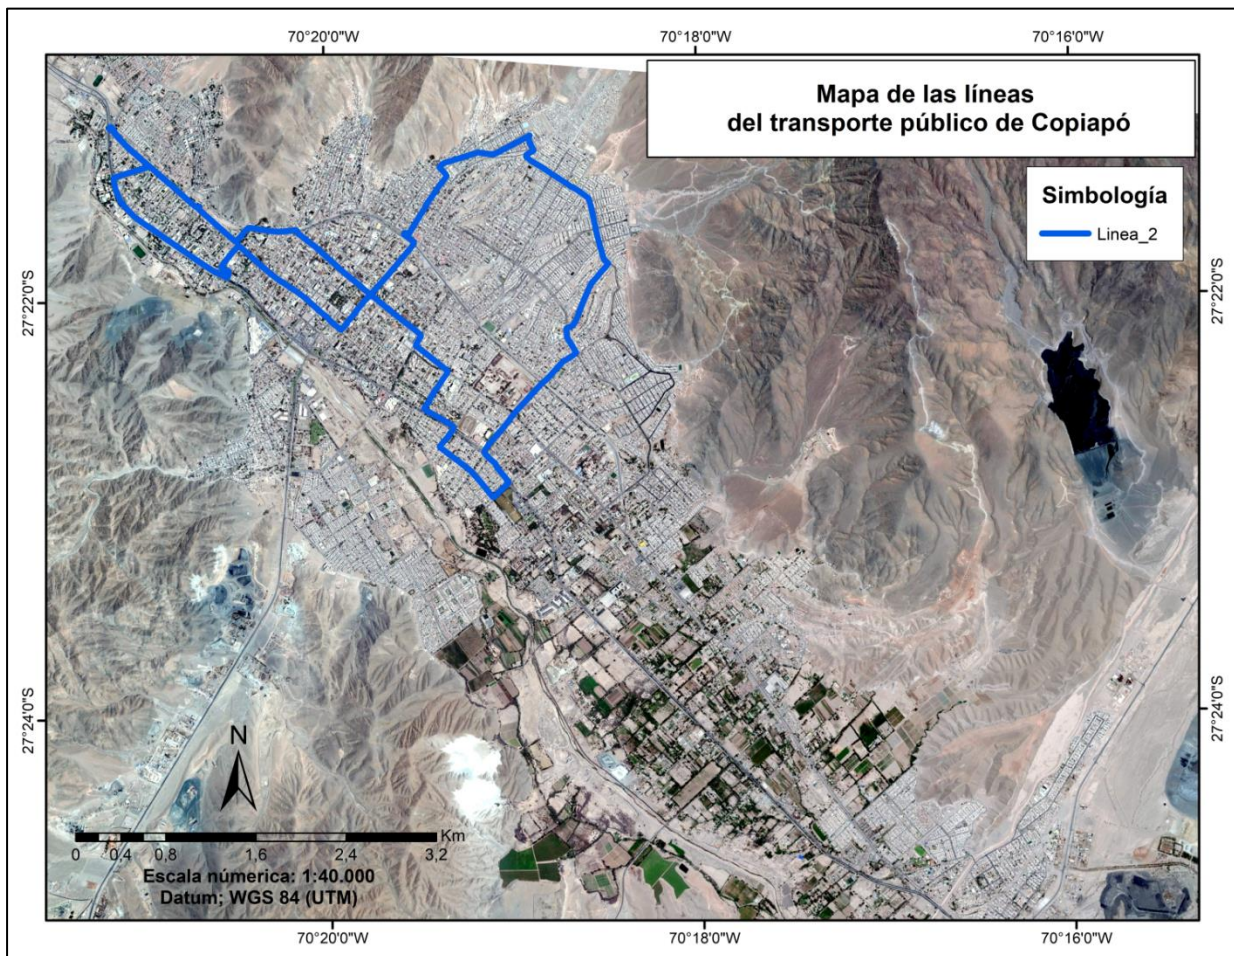 70°20'0"W
70°18'0"W
70°16'0"W
Mapa de las líneas
del transporte público de Copiapó
Simbología
Linea_2
27°22'0"S
27°22'0"S
27°24'0"S
27°24'0"S
N
Km
0 0,4 0,8 1,6 2,4 3,2
Escala númerica: 1:40.000
Datum; WGS 84 (UTM)
70°20'0"W
70°18'0"W
70°16'0"W